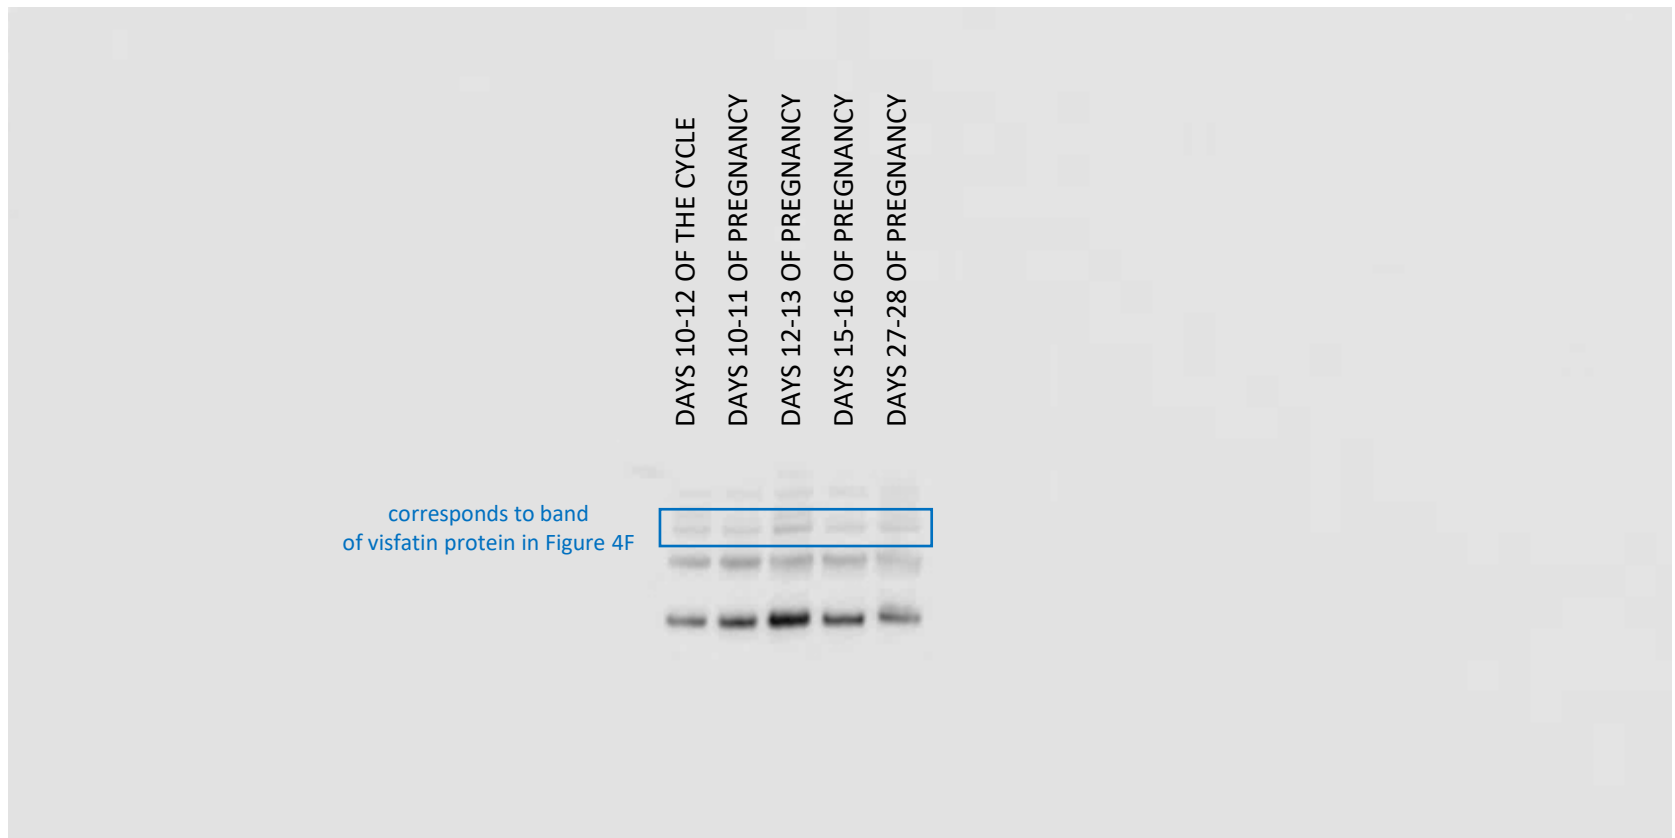 DAYS 10-12 OF THE CYCLE
DAYS 10-11 OF PREGNANCY
DAYS 12-13 OF PREGNANCY
DAYS 15-16 OF PREGNANCY
DAYS 27-28 OF PREGNANCY
corresponds to band
of visfatin protein in Figure 4F